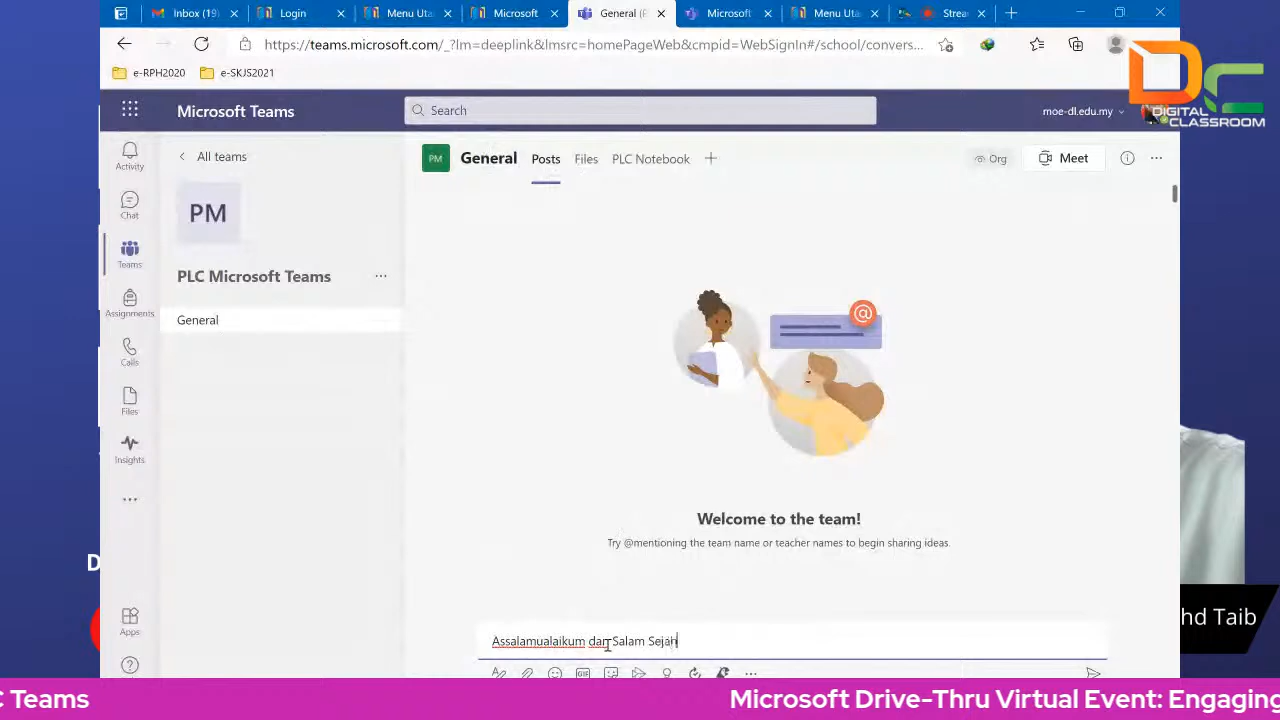 Inbox (19)
Login
Menu Uta
Microsoft
General (F
Microsoft
Menu Uta
Strea
https://teams.microsoft.com/_?lm=deeplink&lmsrc=homePageWeb&cmpid=WebSignIn#/school/convers...
e-RPH2020
e-SKJS2021
DC
DIGITAL
CLASSROOM
Microsoft Teams
Search
moe-dl.edu.my
Activity
Chat
Teams
Assignments
Calls
Files
Insights
Apps
All teams
PM
PLC Microsoft Teams
General
PM
General
Posts
Files
PLC Notebook
Org
Meet
@
Welcome to the team!
Try @mentioning the team name or teacher names to begin sharing ideas.
Assalamualaikum dan Salam Sejah
GIF
D
hd Taib
C Teams
Microsoft Drive-Thru Virtual Event: Engaging